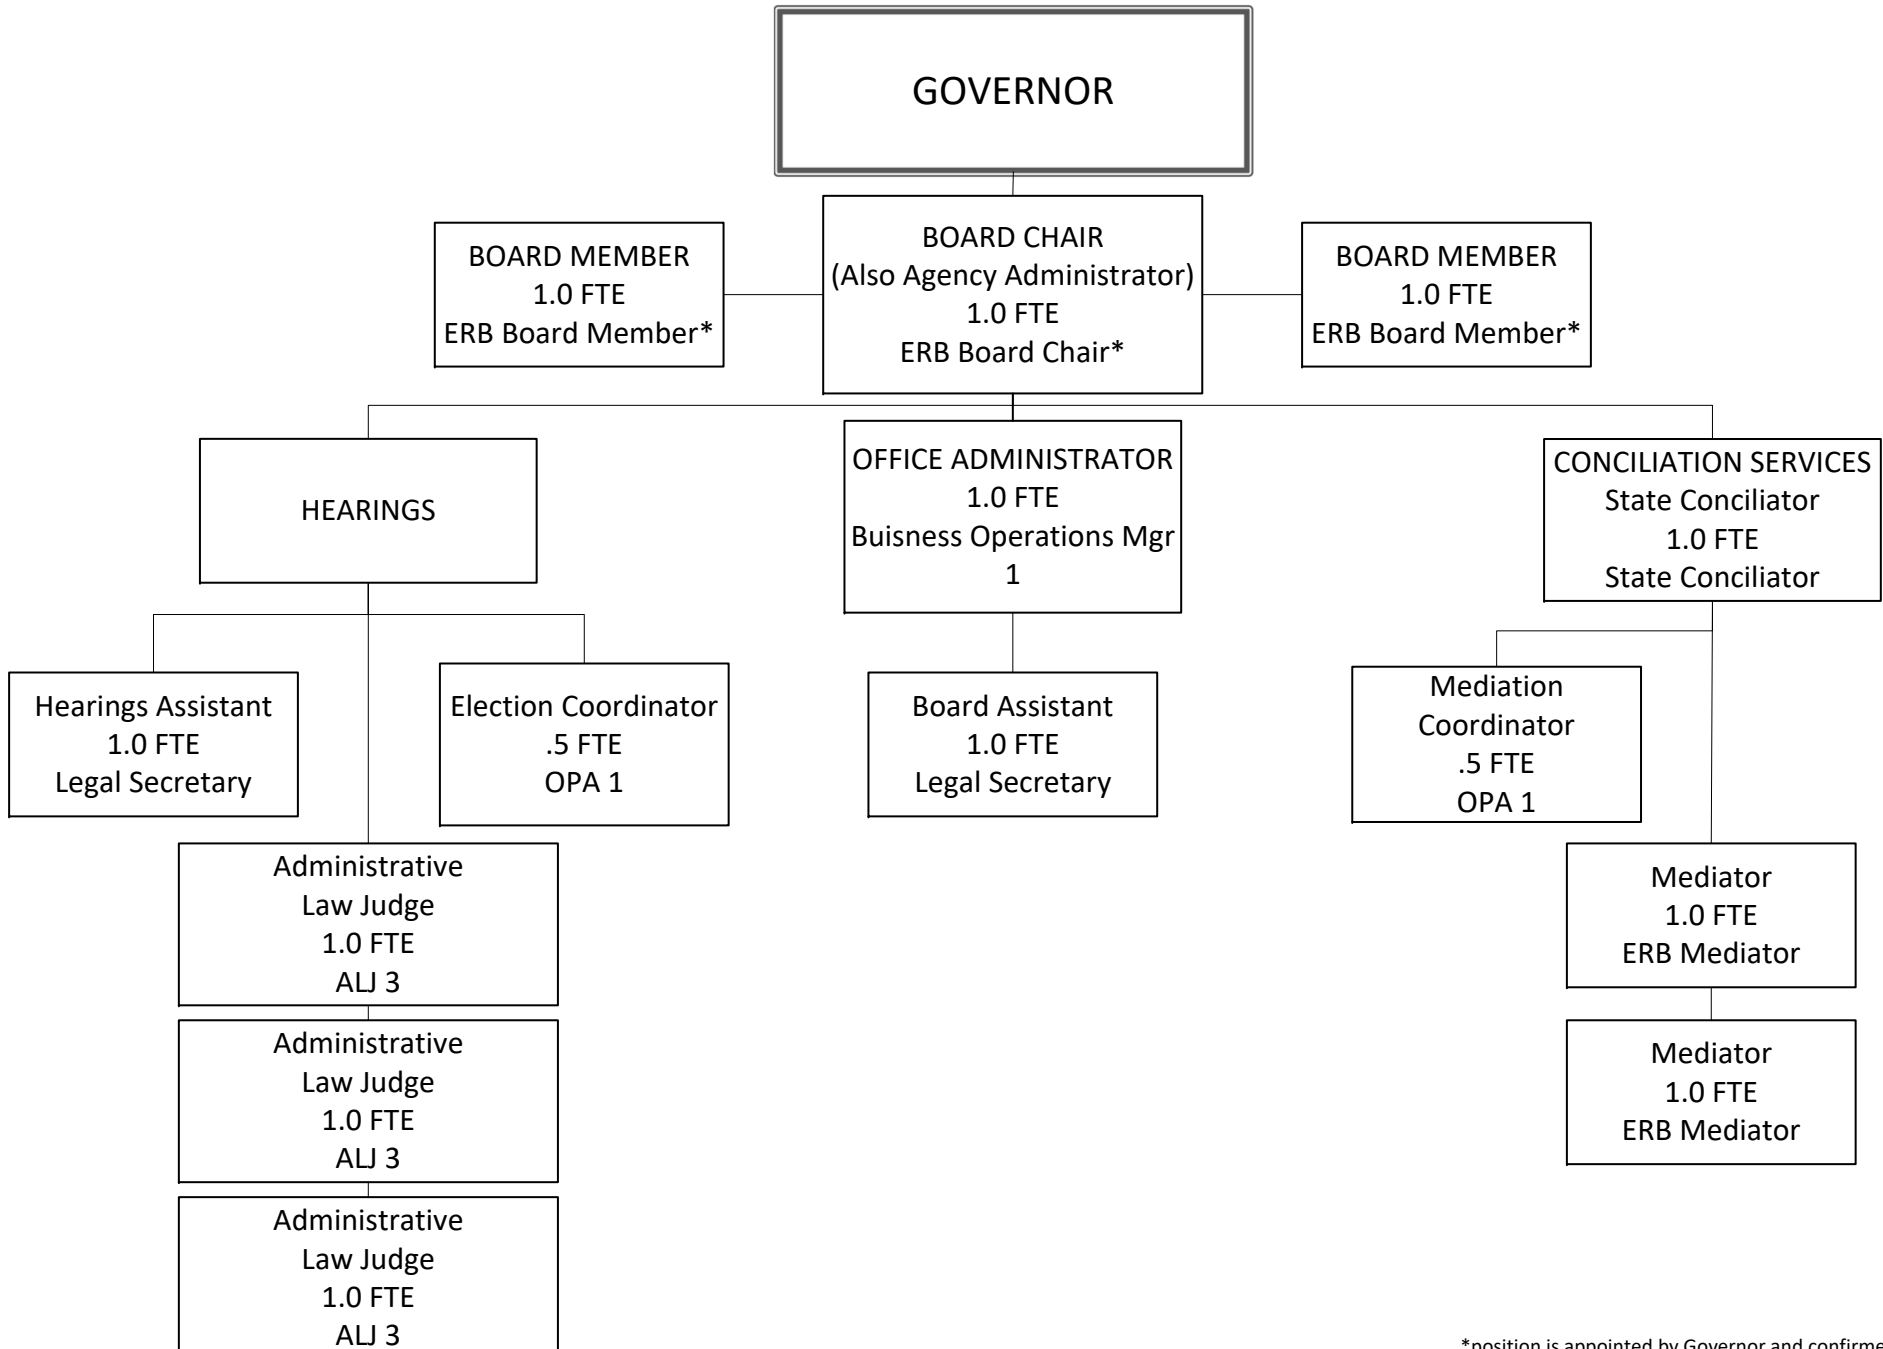 GOVERNOR
BOARD MEMBER
1.0 FTE
ERB Board Member*
BOARD CHAIR
(Also Agency Administrator)
1.0 FTE
ERB Board Chair*
BOARD MEMBER
1.0 FTE
ERB Board Member*
HEARINGS
OFFICE ADMINISTRATOR
1.0 FTE
Buisness Operations Mgr
1
CONCILIATION SERVICES
State Conciliator
1.0 FTE
State Conciliator
Hearings Assistant
1.0 FTE
Legal Secretary
Election Coordinator
.5 FTE
OPA 1
Board Assistant
1.0 FTE
Legal Secretary
Mediation
Coordinator
.5 FTE
OPA 1
Administrative
Law Judge
1.0 FTE
ALJ 3
Mediator
1.0 FTE
ERB Mediator
Administrative
Law Judge
1.0 FTE
ALJ 3
Mediator
1.0 FTE
ERB Mediator
Administrative
Law Judge
1.0 FTE
ALJ 3
*position is appointed by Governor and